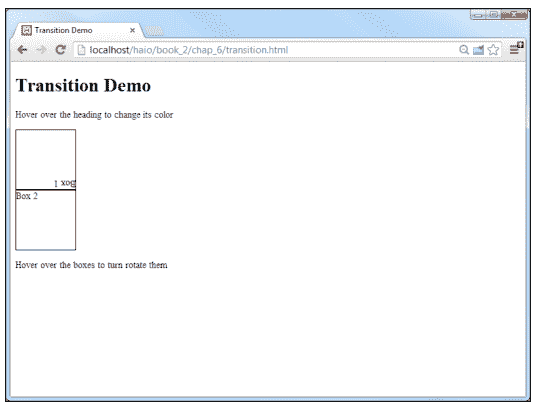 Transition Demo
localhost/haio/book_2/chap_6/transition.html
Transition Demo
Hover over the heading to change its color
Box 1
Box 2
Hover over the boxes to turn rotate them